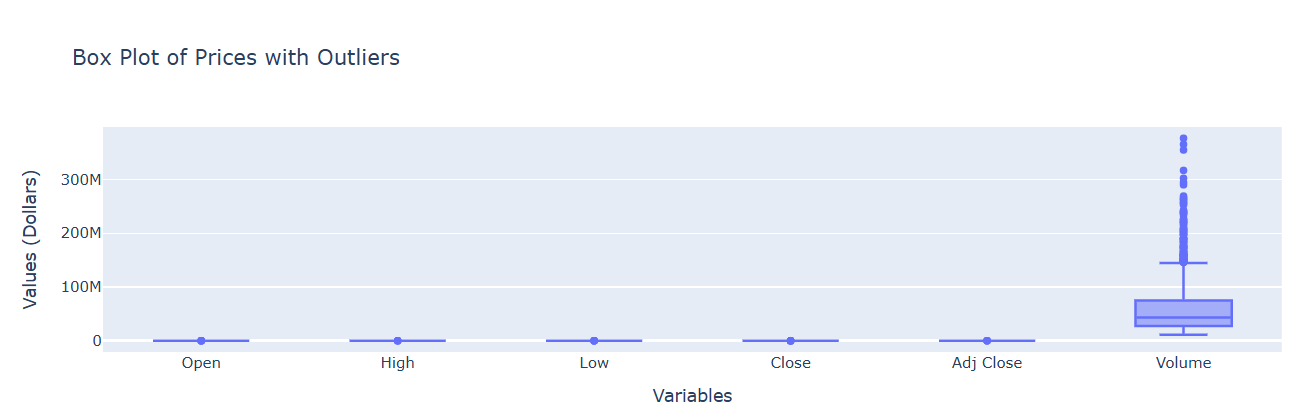 Box Plot of Prices with Outliers
Values (Dollars)
300M
200M
100M
0
Open High Low Close Adj Close Volume
Variables